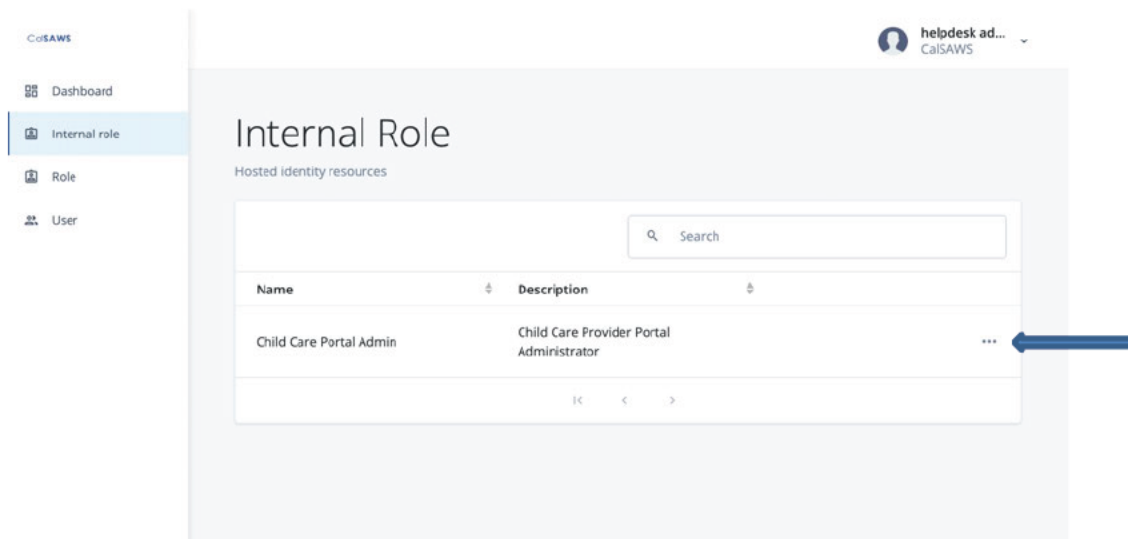 CalSAWS
helpdesk ad...
CalSAWS
Dashboard
Internal role
Role
User
Internal Role
Hosted identity resources
Search
Name
Description
Child Care Portal Admin
Child Care Provider Portal
Administrator